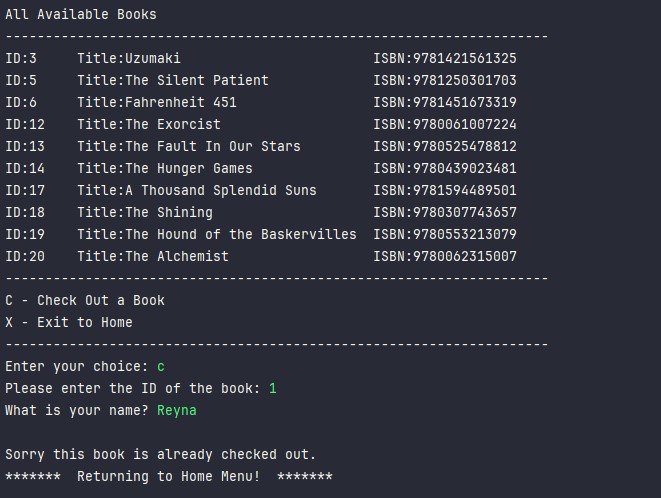 All Available Books
--------------------------------------------------------------------
ID:3     Title:Uzumaki                        ISBN:9781421561325
ID:5     Title:The Silent Patient             ISBN:9781250301703
ID:6     Title:Fahrenheit 451                 ISBN:9781451673319
ID:12    Title:The Exorcist                   ISBN:9780061007224
ID:13    Title:The Fault In Our Stars         ISBN:9780525478812
ID:14    Title:The Hunger Games               ISBN:9780439023481
ID:17    Title:A Thousand Splendid Suns       ISBN:9781594489501
ID:18    Title:The Shining                    ISBN:9780307743657
ID:19    Title:The Hound of the Baskervilles  ISBN:9780553213079
ID:20    Title:The Alchemist                  ISBN:9780062315007
--------------------------------------------------------------------
C - Check Out a Book
X - Exit to Home
--------------------------------------------------------------------
Enter your choice: c
Please enter the ID of the book: 1
What is your name? Reyna
Sorry this book is already checked out.
*******  Returning to Home Menu!  *******